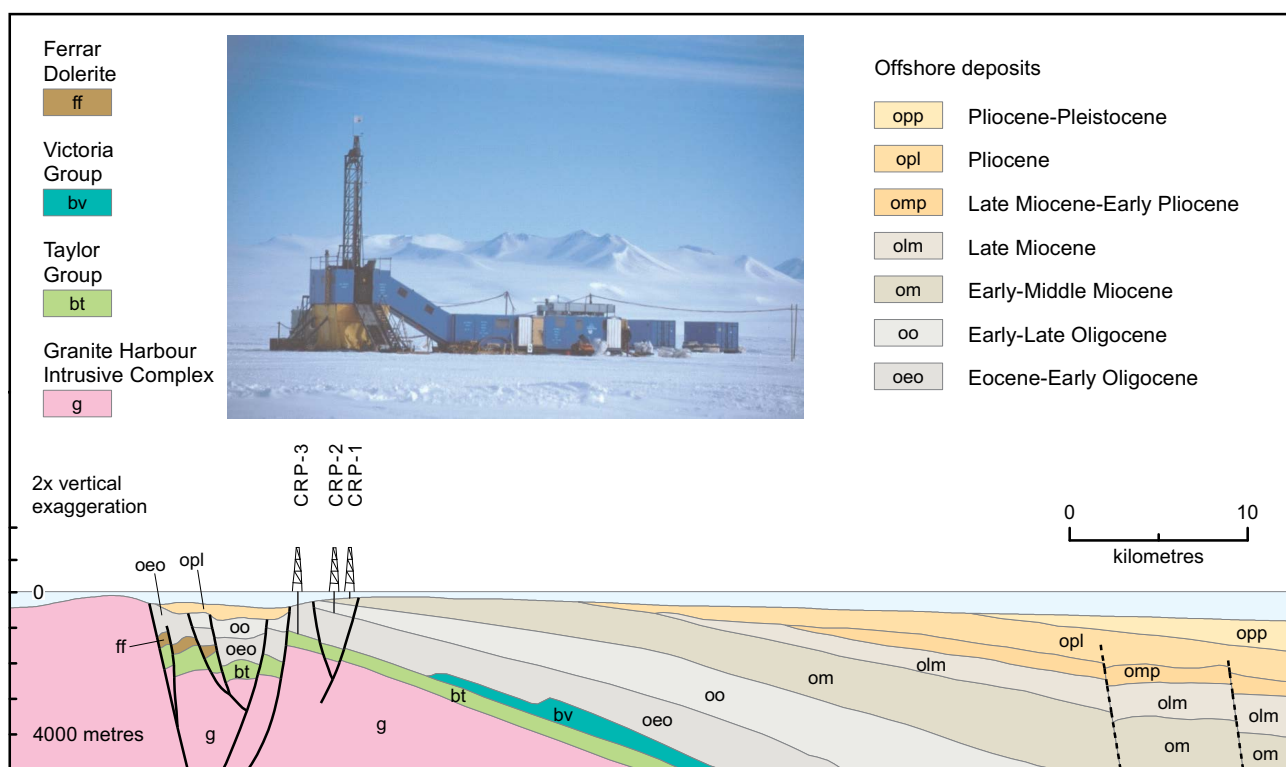 Ferrar
Dolerite
ff
Victoria
Group
bv
Taylor
Group
bt
Granite Harbour
Intrusive Complex
g
Offshore deposits
opp Pliocene-Pleistocene
opl Pliocene
omp Late Miocene-Early Pliocene
olm Late Miocene
om Early-Middle Miocene
oo Early-Late Oligocene
oeo Eocene-Early Oligocene
2x vertical
exaggeration
CRP-3
CRP-2
CRP-1
0 10
kilometres
oeo opl
0
ff
oo
oeo
bt
g
g
4000 metres
bt
bv
oeo
oo
om
olm
opl
omp
olm
om
opp
olm
om